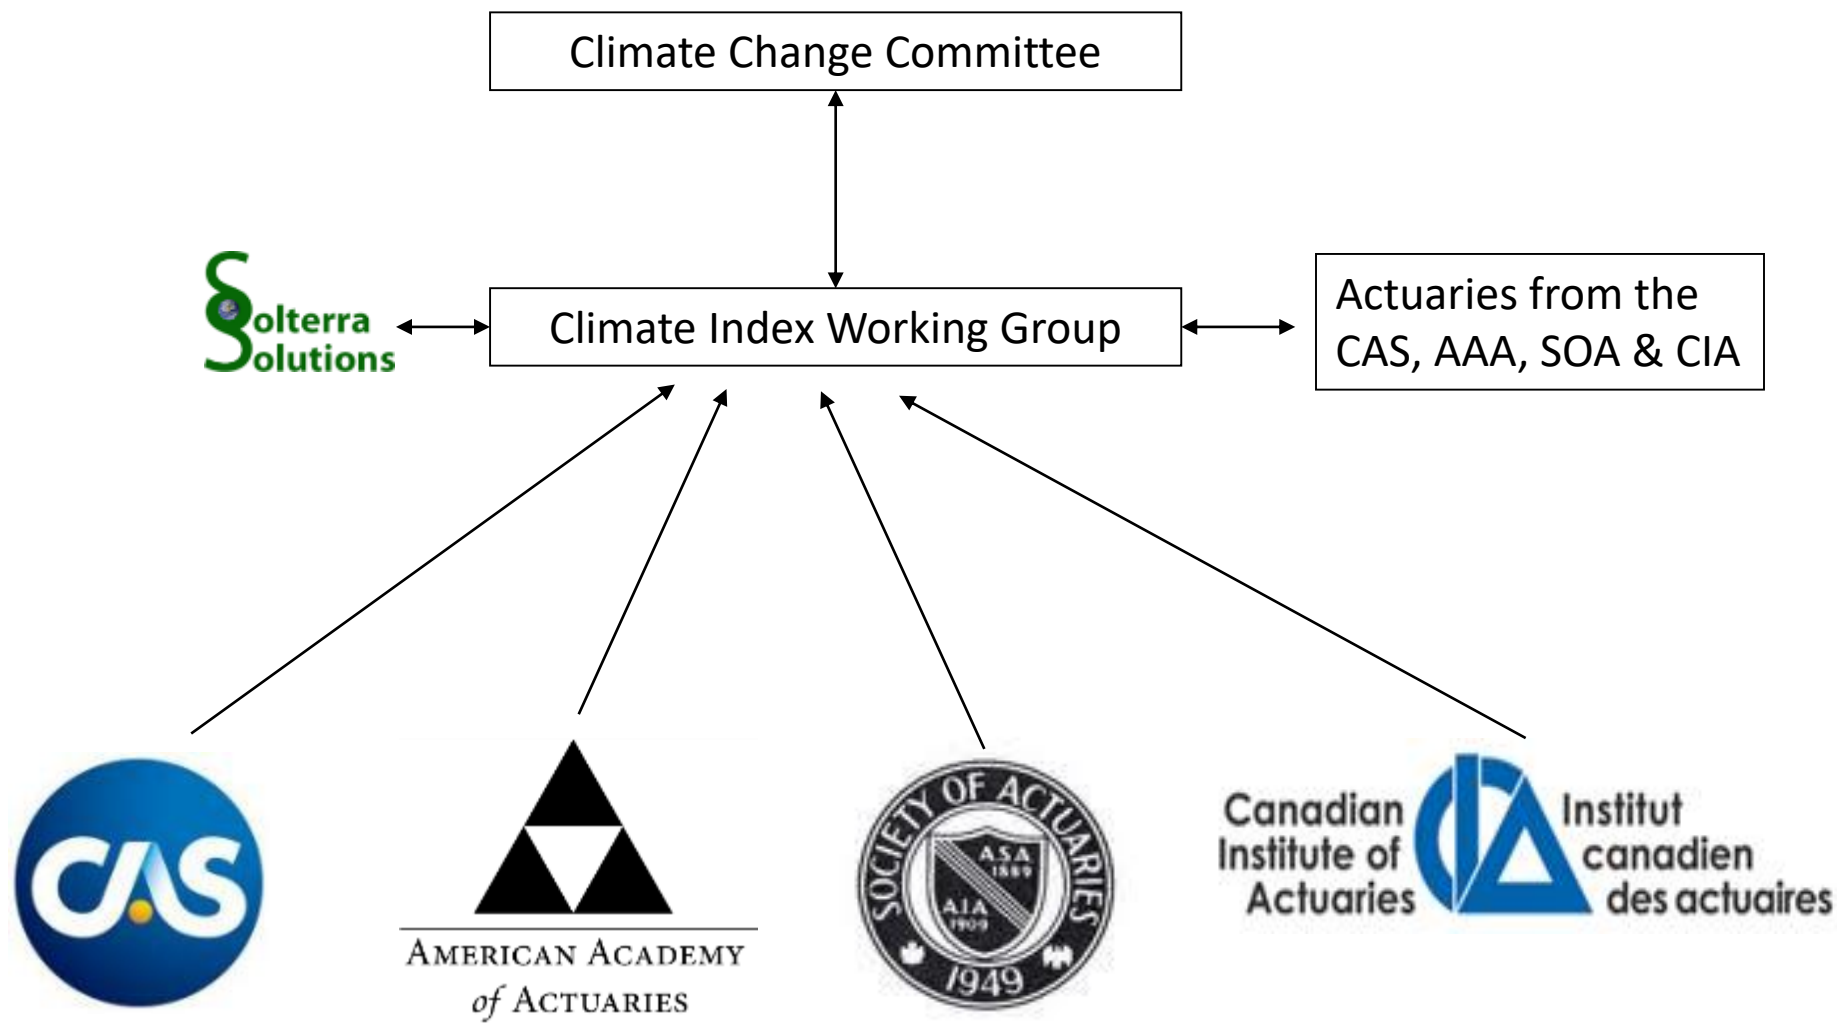 Climate Change Committee
Solterra
Solutions
Climate Index Working Group
Actuaries from the
CAS, AAA, SOA & CIA
CAS
AMERICAN ACADEMY
of ACTUARIES
SOCIETY OF ACTUARIES
ASA
1889
AIA
1909
1949
Canadian
Institute of
Actuaries
CIA
Institut
canadien
des actuaires